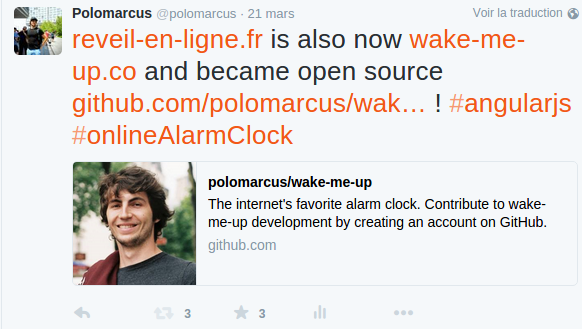 Polomarcus @polomarcus · 21 mars Voir la traduction
reveil-en-ligne.fr is also now wake-me-
up.co and became open source
github.com/polomarcus/wak… ! #angularjs
#onlineAlarmClock
polomarcus/wake-me-up
The internet's favorite alarm clock. Contribute to wake-
me-up development by creating an account on GitHub.
github.com
3 3